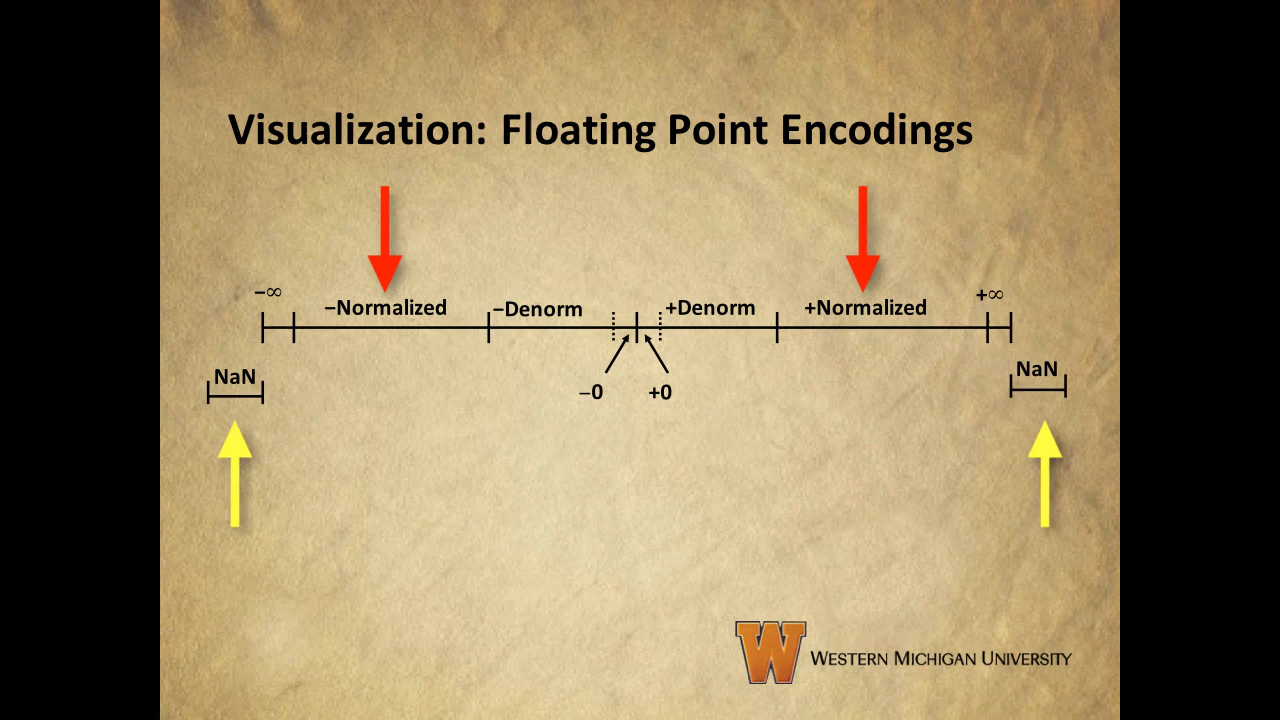 Visualization: Floating Point Encodings
−∞ +∞
−Normalized −Denorm +Denorm +Normalized
NaN NaN
−0 +0
W WESTERN MICHIGAN UNIVERSITY